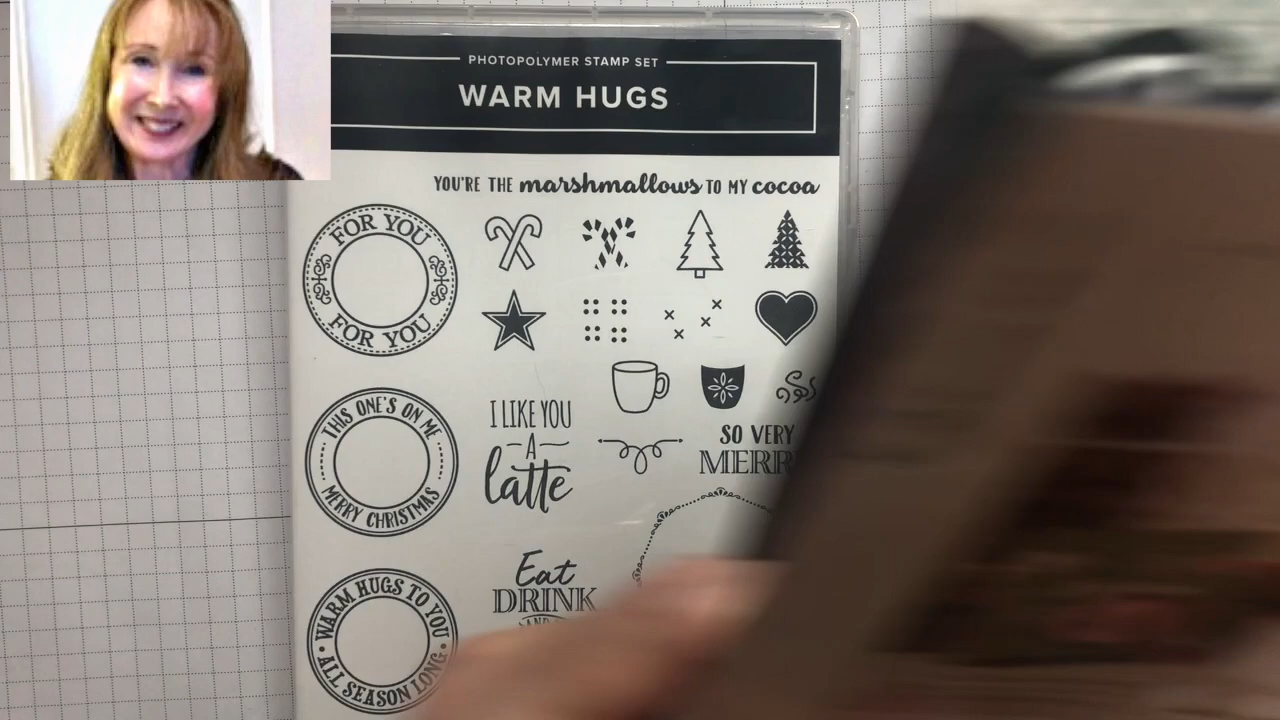 PHOTOPOLYMER STAMP SET
WARM HUGS
YOU'RE THE marshmallows TO MY cocoa
FOR YOU
FOR YOU
THIS ONE'S ON ME
MERRY CHRISTMAS
I LIKE YOU
A
latte
SO VERY
Eat
DRINK
AND
WARM HUGS TO YOU
ALL SEASON LONG